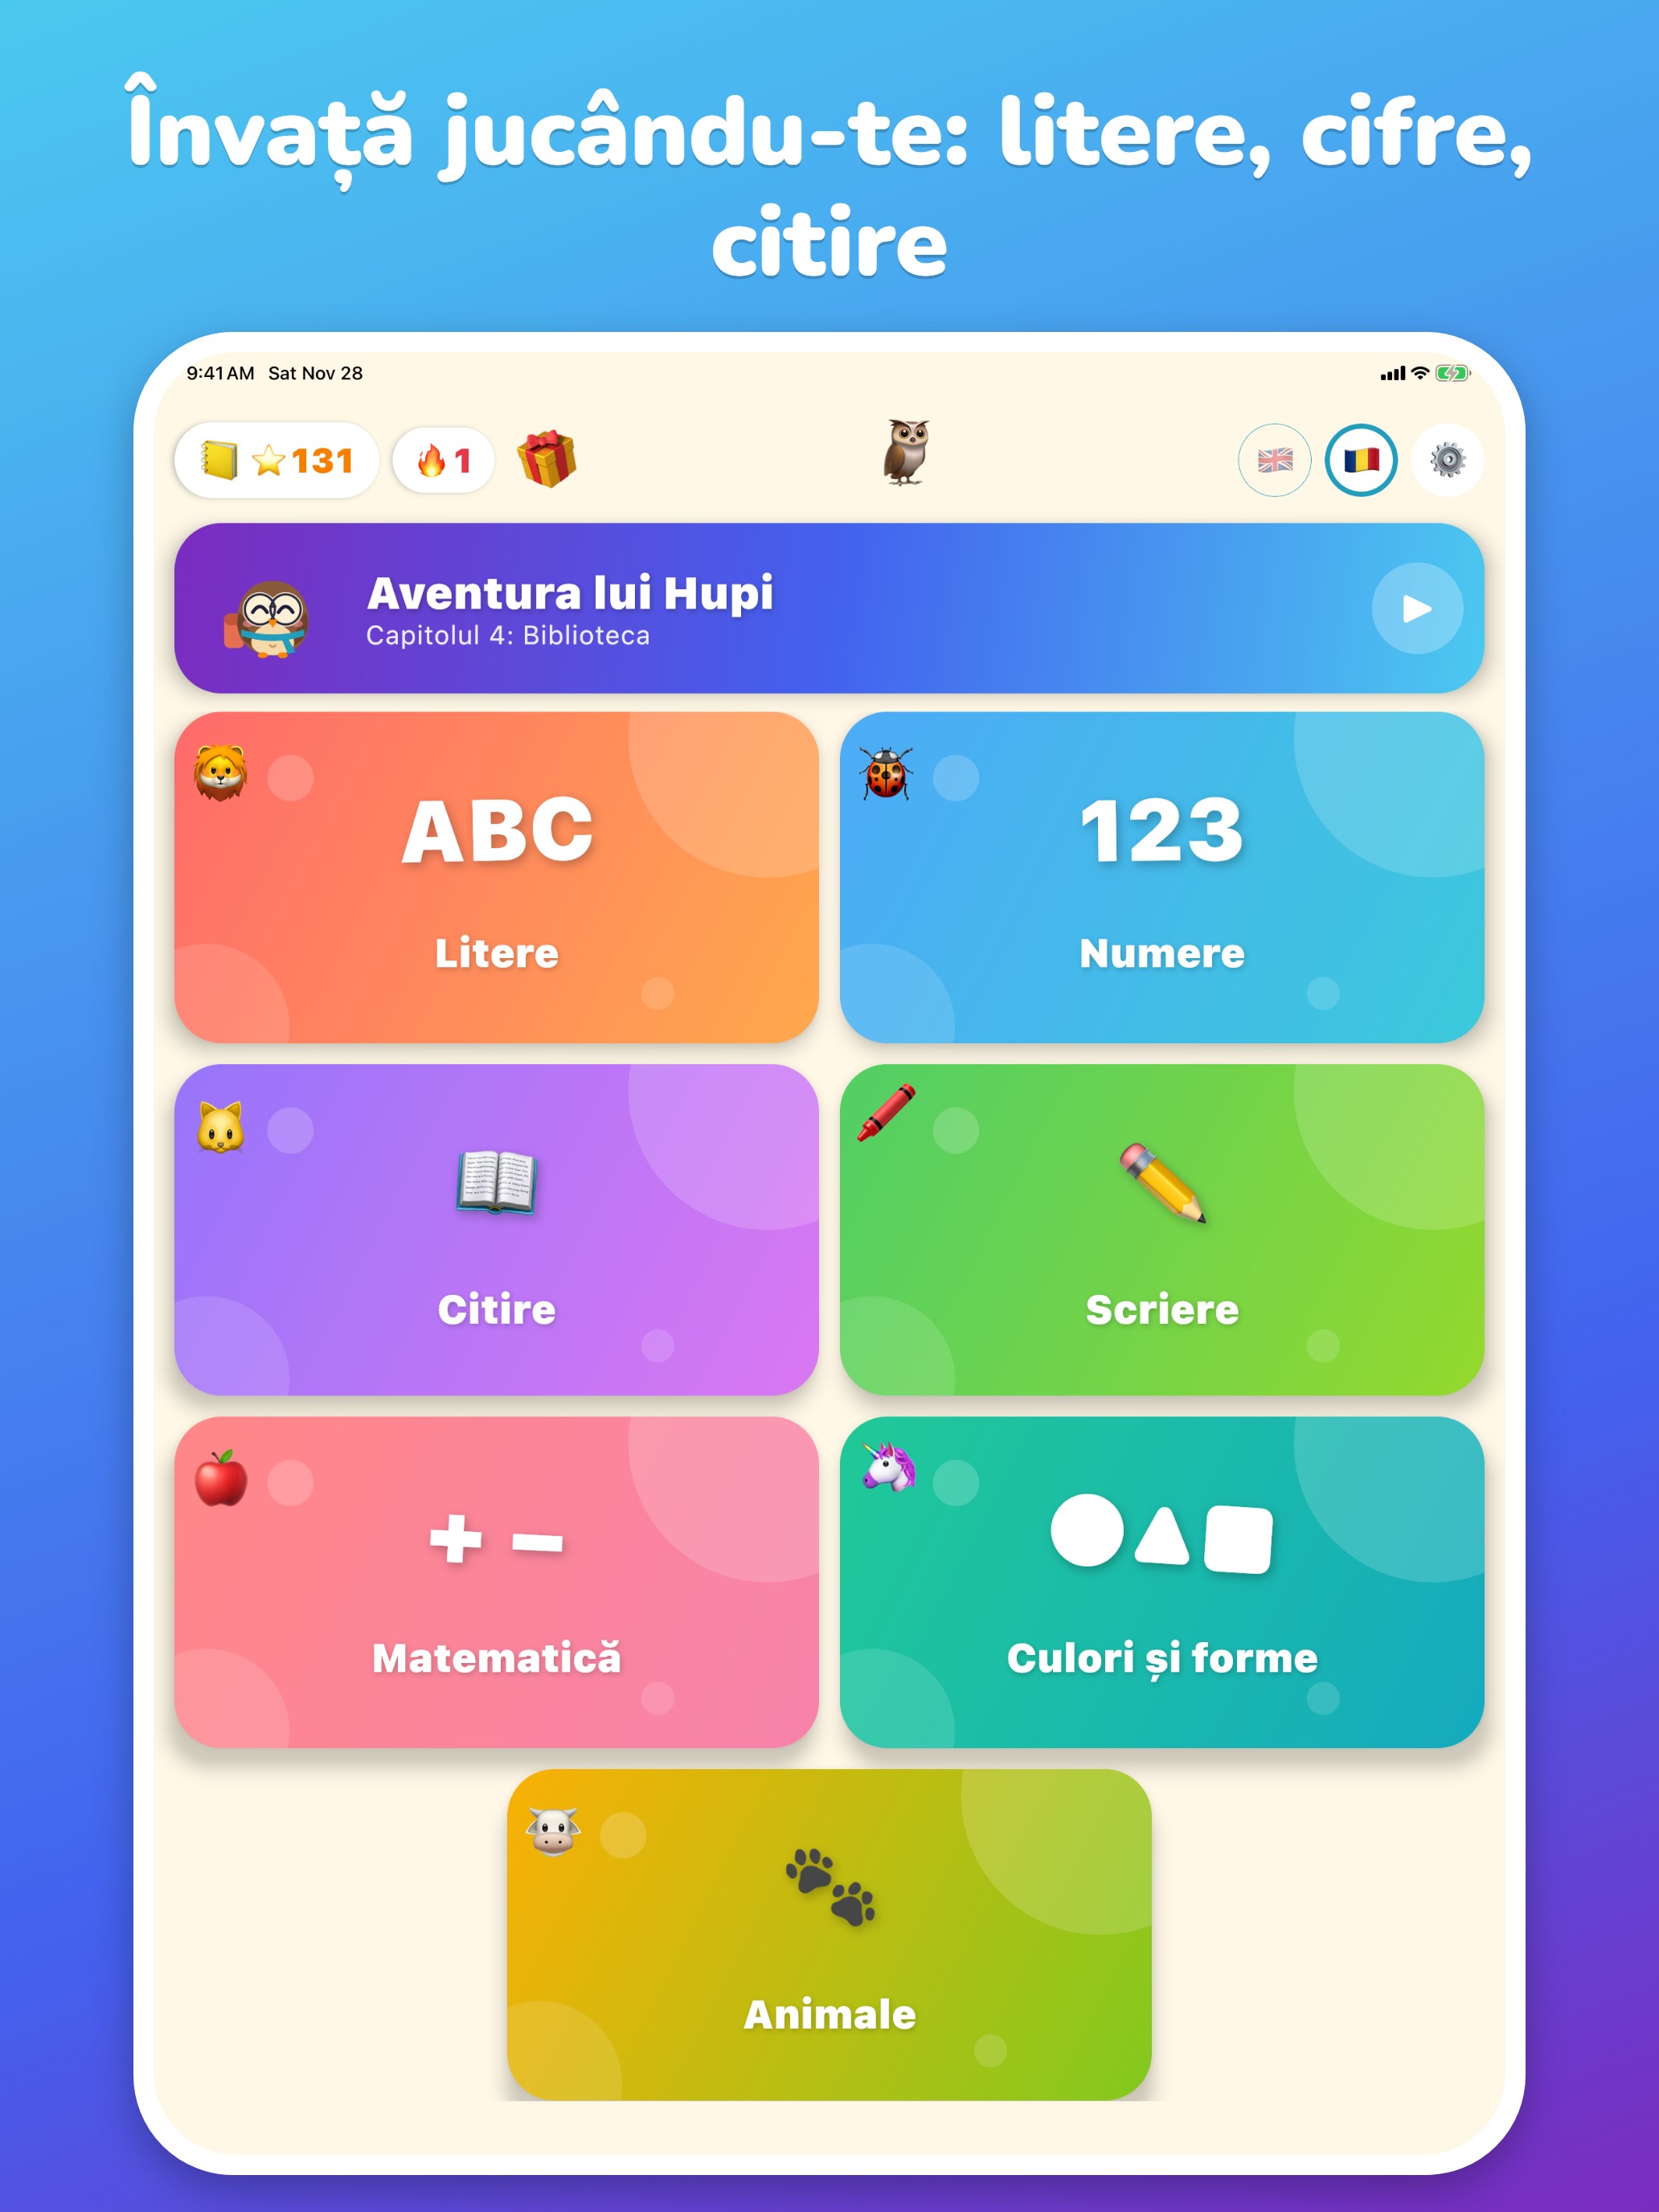 Învață jucându-te: litere, cifre,
citire
9:41 AM Sat Nov 28
131
1
Aventura lui Hupi
Capitolul 4: Biblioteca
ABC
Litere
123
Numere
Citire
Scriere
+ −
Matematică
Culori și forme
Animale